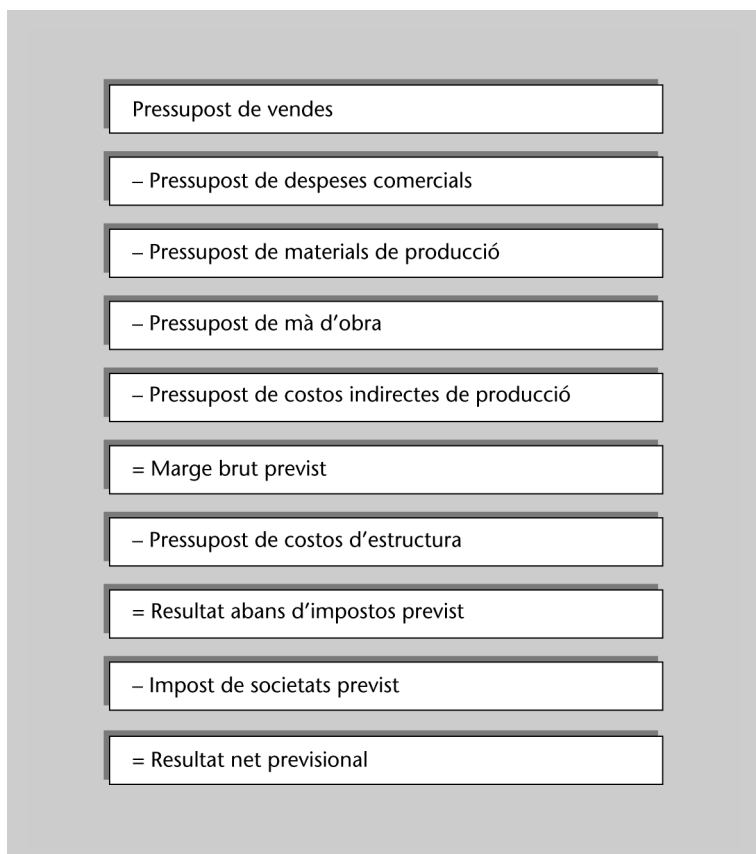 Pressupost de vendes
– Pressupost de despeses comercials
– Pressupost de materials de producció
– Pressupost de mà d’obra
– Pressupost de costos indirectes de producció
= Marge brut previst
– Pressupost de costos d’estructura
= Resultat abans d’impostos previst
– Impost de societats previst
= Resultat net previsional